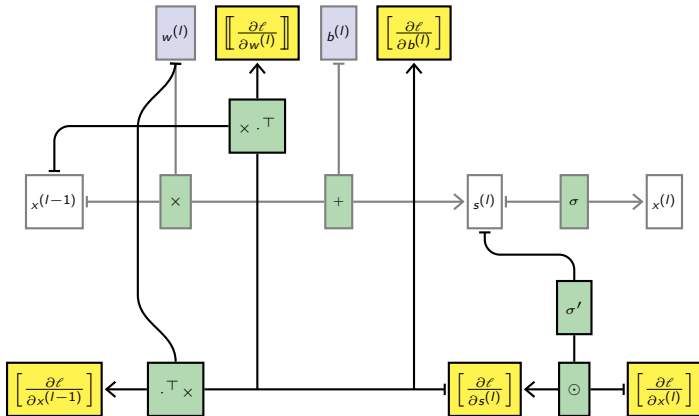 w^(l) [[∂ℓ/∂w^(l)]] b^(l) [∂ℓ/∂b^(l)]
× ·^⊤
x^(l−1) × + s^(l) σ x^(l)
σ′
[∂ℓ/∂x^(l−1)] ·^⊤ × [∂ℓ/∂s^(l)] ⊙ [∂ℓ/∂x^(l)]